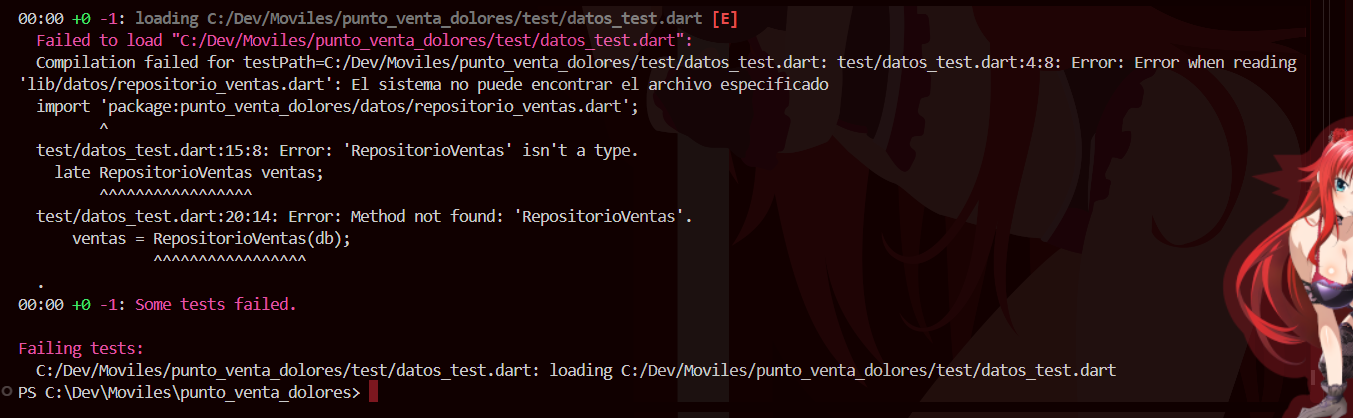 00:00 +0 -1: loading C:/Dev/Moviles/punto_venta_dolores/test/datos_test.dart [E]
Failed to load "C:/Dev/Moviles/punto_venta_dolores/test/datos_test.dart":
Compilation failed for testPath=C:/Dev/Moviles/punto_venta_dolores/test/datos_test.dart: test/datos_test.dart:4:8: Error: Error when reading
'lib/datos/repositorio_ventas.dart': El sistema no puede encontrar el archivo especificado
import 'package:punto_venta_dolores/datos/repositorio_ventas.dart';
^
test/datos_test.dart:15:8: Error: 'RepositorioVentas' isn't a type.
late RepositorioVentas ventas;
^^^^^^^^^^^^^^^^^
test/datos_test.dart:20:14: Error: Method not found: 'RepositorioVentas'.
ventas = RepositorioVentas(db);
^^^^^^^^^^^^^^^^^
.
00:00 +0 -1: Some tests failed.
Failing tests:
C:/Dev/Moviles/punto_venta_dolores/test/datos_test.dart: loading C:/Dev/Moviles/punto_venta_dolores/test/datos_test.dart
PS C:\Dev\Moviles\punto_venta_dolores>